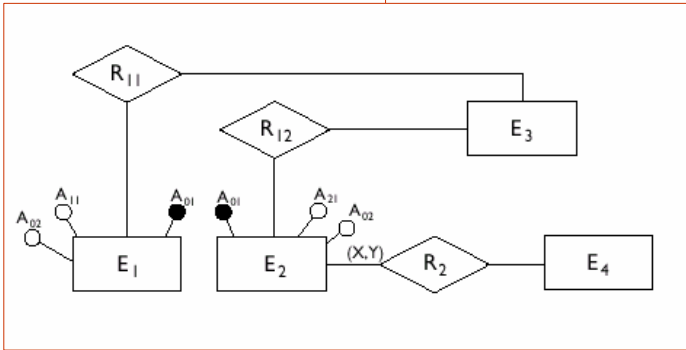 R₁₁
R₁₂
E₃
A₁₁
A₀₂
A₀₁
A₀₁
A₂₁
A₀₂
E₁
E₂
(X,Y)
R₂
E₄